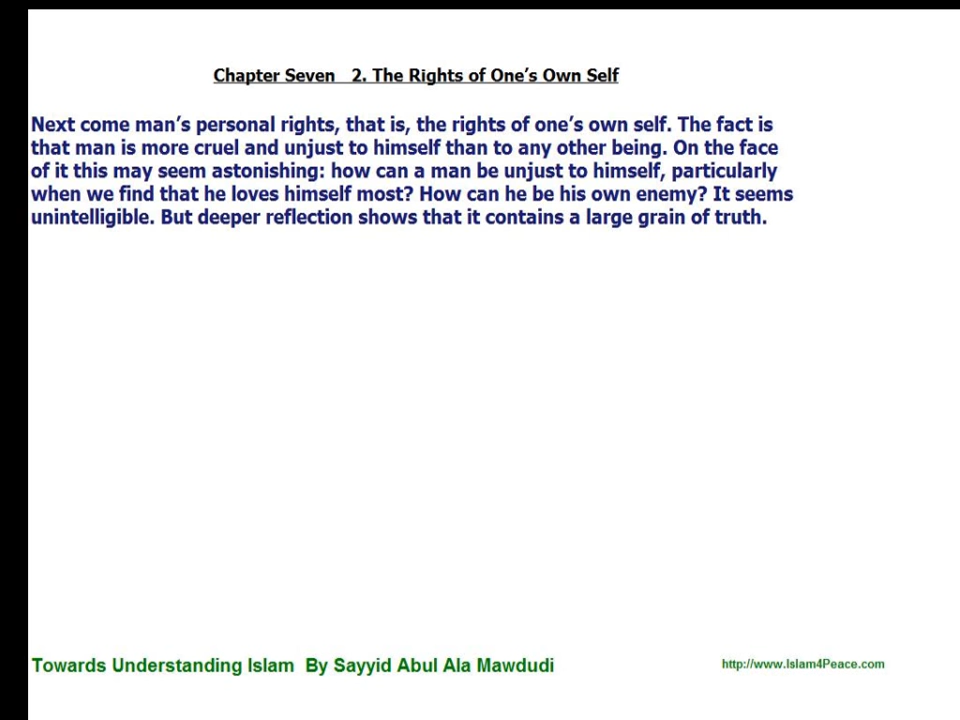 Chapter Seven   2. The Rights of One’s Own Self
Next come man’s personal rights, that is, the rights of one’s own self. The fact is
that man is more cruel and unjust to himself than to any other being. On the face
of it this may seem astonishing: how can a man be unjust to himself, particularly
when we find that he loves himself most? How can he be his own enemy? It seems
unintelligible. But deeper reflection shows that it contains a large grain of truth.
Towards Understanding Islam  By Sayyid Abul Ala Mawdudi
http://www.Islam4Peace.com